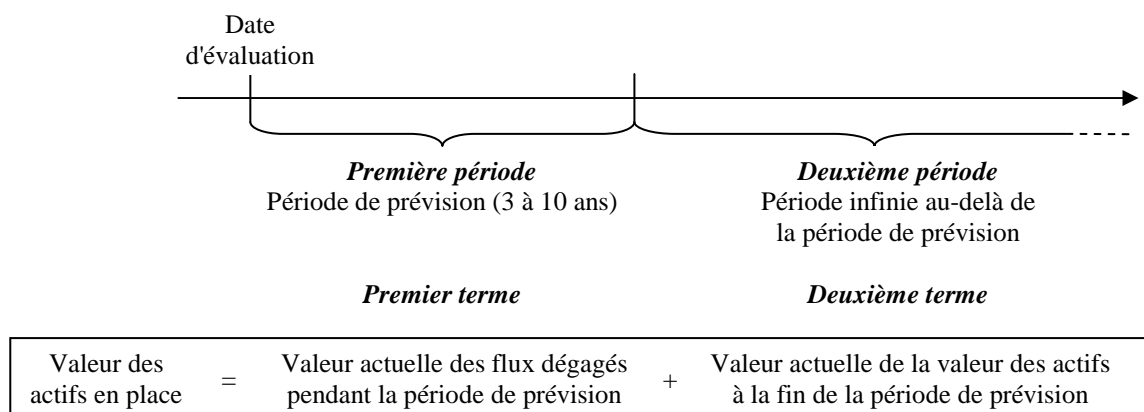 Date
d'évaluation
Première période
Période de prévision (3 à 10 ans)
Deuxième période
Période infinie au-delà de
la période de prévision
Premier terme
Deuxième terme
Valeur des
actifs en place
=
Valeur actuelle des flux dégagés
pendant la période de prévision
+
Valeur actuelle de la valeur des actifs
à la fin de la période de prévision